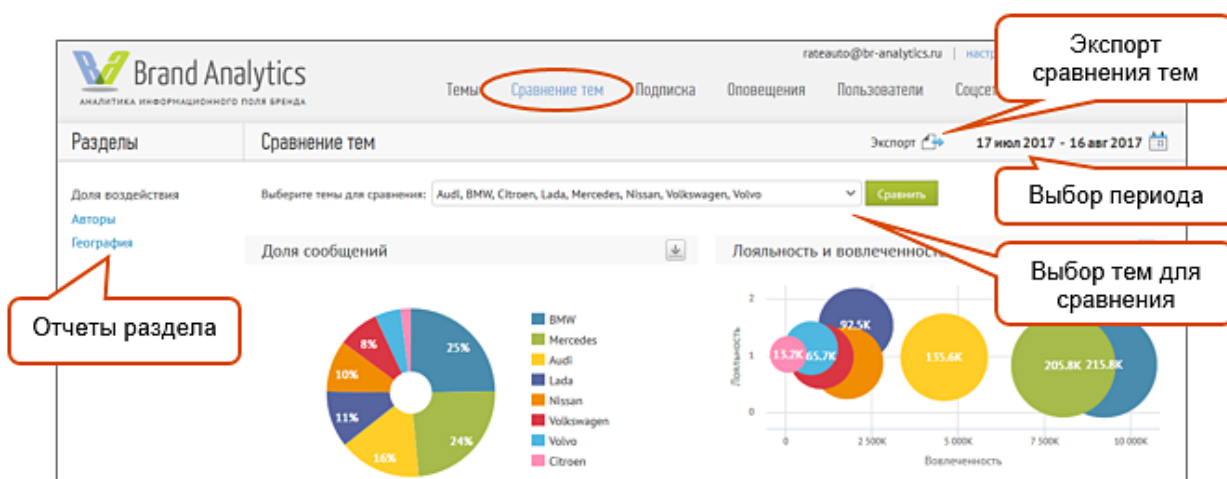 Экспорт
сравнения тем
Brand Analytics
АНАЛИТИКА ИНФОРМАЦИОННОГО ПОЛЯ БРЕНДА
rateauto@br-analytics.ru |
Темы Сравнение тем Подписка Оповещения Пользователи
Разделы
Сравнение тем
Экспорт
17 июл 2017 - 16 авг 2017
Выбор периода
Доля воздействия
Авторы
География
Выберите темы для сравнения: Audi, BMW, Citroen, Lada, Mercedes, Nissan, Volkswagen, Volvo Сравнить
Выбор тем для
сравнения
Отчеты раздела
Доля сообщений
8%
10%
11%
16%
24%
25%
BMW
Mercedes
Audi
Lada
Nissan
Volkswagen
Volvo
Citroen
Лояльность и
Лояльность
2
1
0
13.2K 65.7K 92.5K 135.6K 205.8K 215.8K
0 2 500K 5 000K 7 500K 10 000K
Вовлеченность